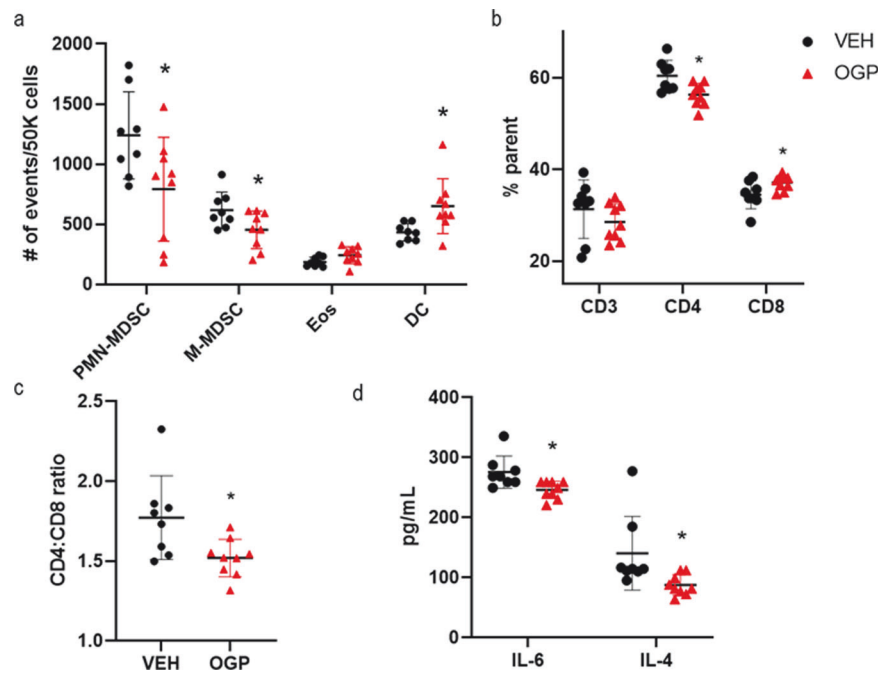 a
# of events/50K cells
2000
1500
1000
500
0
*
*
*
PMN-MDSC
M-MDSC
Eos
DC
b
% parent
60
40
20
*
*
CD3
CD4
CD8
VEH
OGP
c
CD4:CD8 ratio
2.5
2.0
1.5
1.0
*
VEH
OGP
d
pg/mL
400
300
200
100
0
*
*
IL-6
IL-4